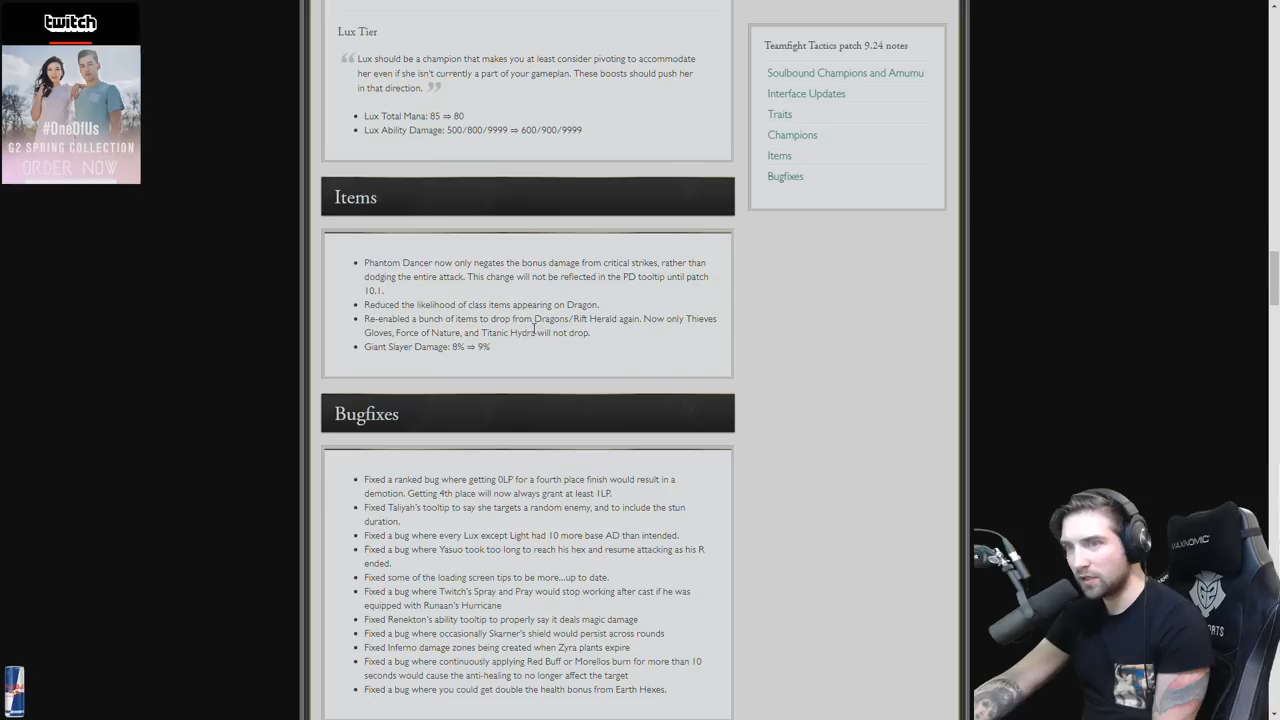 twitch
#OneOfUs
G2 SPRING COLLECTION
ORDER NOW
Lux Tier
Lux should be a champion that makes you at least consider pivoting to accommodate
her even if she isn't currently a part of your gameplan. These boosts should push her
in that direction.
Lux Total Mana: 85 ⇒ 80
Lux Ability Damage: 500/800/9999 ⇒ 600/900/9999
Items
Phantom Dancer now only negates the bonus damage from critical strikes, rather than
dodging the entire attack. This change will not be reflected in the PD tooltip until patch
10.1.
Reduced the likelihood of class items appearing on Dragon.
Re-enabled a bunch of items to drop from Dragons/Rift Herald again. Now only Thieves
Gloves, Force of Nature, and Titanic Hydra will not drop.
Giant Slayer Damage: 8% ⇒ 9%
Bugfixes
Fixed a ranked bug where getting 0LP for a fourth place finish would result in a
demotion. Getting 4th place will now always grant at least 1LP.
Fixed Taliyah's tooltip to say she targets a random enemy, and to include the stun
duration.
Fixed a bug where every Lux except Light had 10 more base AD than intended.
Fixed a bug where Yasuo took too long to reach his hex and resume attacking as his R
ended.
Fixed some of the loading screen tips to be more...up to date.
Fixed a bug where Twitch's Spray and Pray would stop working after cast if he was
equipped with Runaan's Hurricane
Fixed Renekton's ability tooltip to properly say it deals magic damage
Fixed a bug where occasionally Skarner's shield would persist across rounds
Fixed Inferno damage zones being created when Zyra plants expire
Fixed a bug where continuously applying Red Buff or Morellos burn for more than 10
seconds would cause the anti-healing to no longer affect the target
Fixed a bug where you could get double the health bonus from Earth Hexes.
Teamfight Tactics patch 9.24 notes
Soulbound Champions and Amumu
Interface Updates
Traits
Champions
Items
Bugfixes
MAXNOMIC